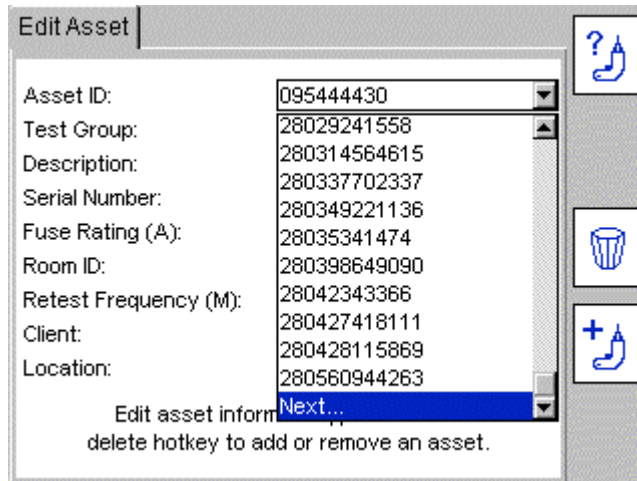 Edit Asset
?
Asset ID: 095444430
Test Group: 28029241558
280314564615
Description:
280337702337
Serial Number:
280349221136
Fuse Rating (A): 28035341474
Room ID: 280398649090
Retest Frequency (M): 28042343366
280427418111
Client:
280428115869
Location:
280560944263
Next...
Edit asset inform
delete hotkey to add or remove an asset.
+